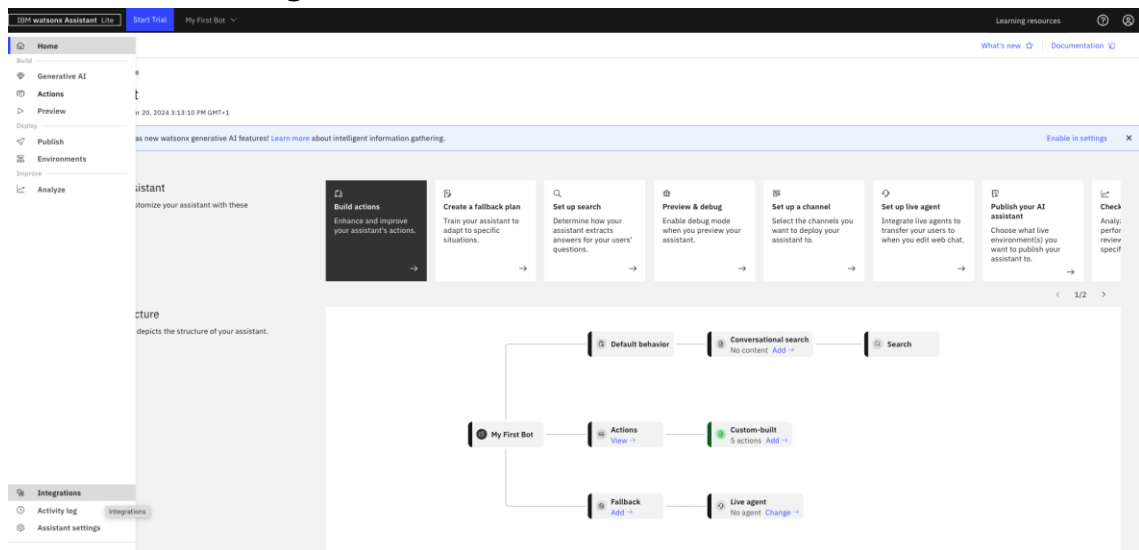 IBM watsonx Assistant Lite
Start Trial
My First Bot
Learning resources
Home
What's new
Documentation
Build
Generative AI
Actions
Preview
er 20, 2024 3:13:10 PM GMT+1
Deploy
Publish
as new watsonx generative AI features! Learn more about intelligent information gathering.
Enable in settings
Environments
Improve
Analyze
sistant
stomize your assistant with these
Build actions
Enhance and improve
your assistant's actions.
Create a fallback plan
Train your assistant to
adapt to specific
situations.
Set up search
Determine how your
assistant extracts
answers for your users'
questions.
Preview & debug
Enable debug mode
when you preview your
assistant.
Set up a channel
Select the channels you
want to deploy your
assistant to.
Set up live agent
Integrate live agents to
transfer your users to
when you edit web chat.
Publish your AI
assistant
Choose what live
environment(s) you
want to publish your
assistant to.
Check
Analy
perfor
review
specif
1/2
cture
depicts the structure of your assistant.
Default behavior
Conversational search
No content Add
Search
My First Bot
Actions
View
Custom-built
5 actions Add
Fallback
Add
Live agent
No agent Change
Integrations
Activity log
Integrations
Assistant settings